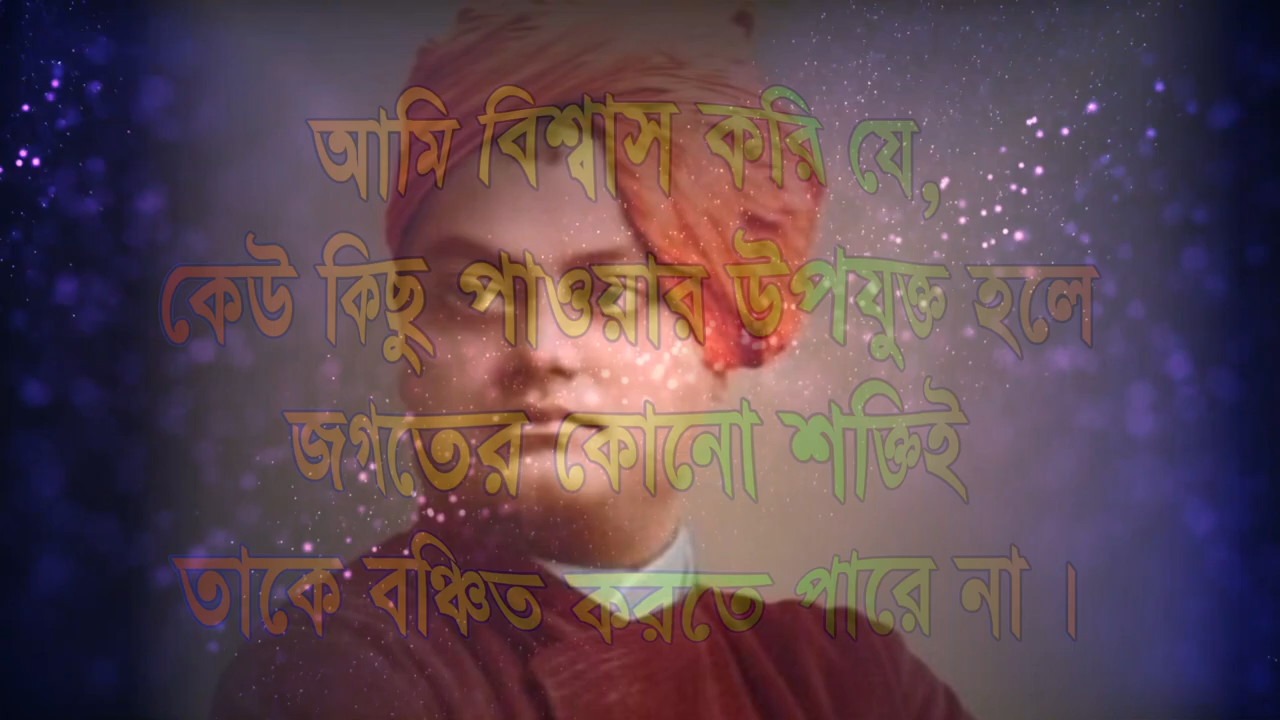 আমি বিশ্বাস করি যে,
কেউ কিছু পাওয়ার উপযুক্ত হলে
জগতের কোনো শক্তিই
তাকে বঞ্চিত করতে পারে না ।